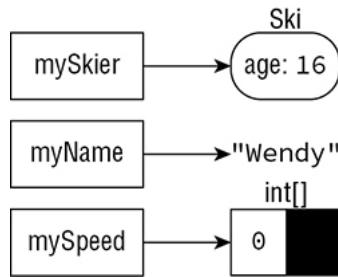 Ski
mySkier age: 16
myName "Wendy"
int[]
mySpeed 0